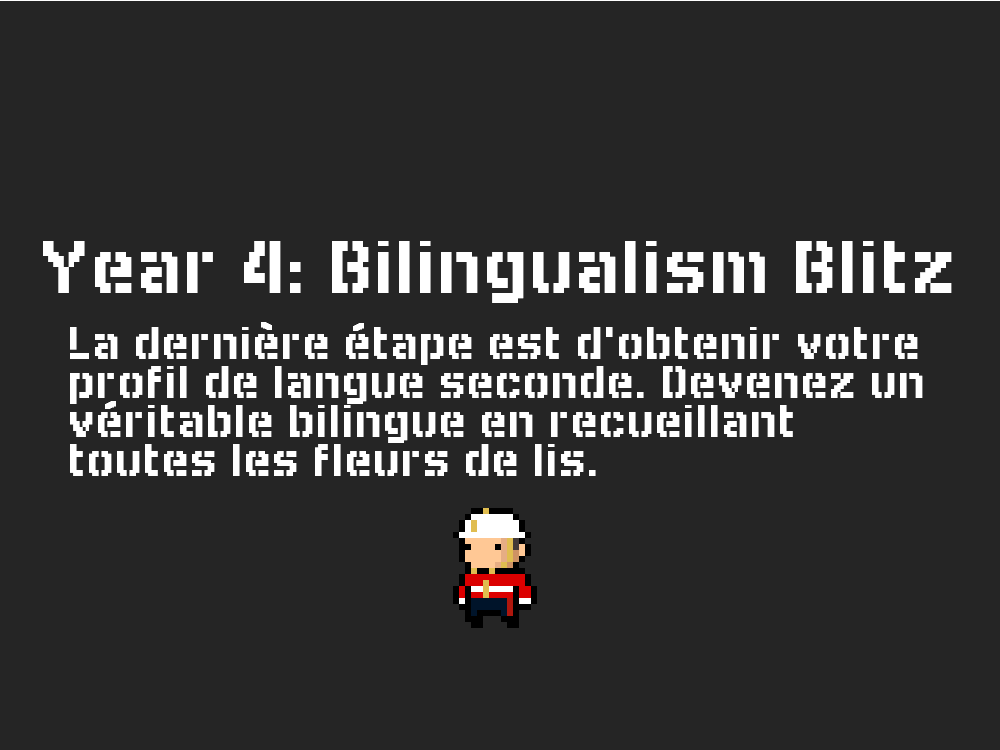 Year 4: Bilingualism Blitz
La dernière étape est d'obtenir votre
profil de langue seconde. Devenez un
véritable bilingue en recueillant
toutes les fleurs de lis.